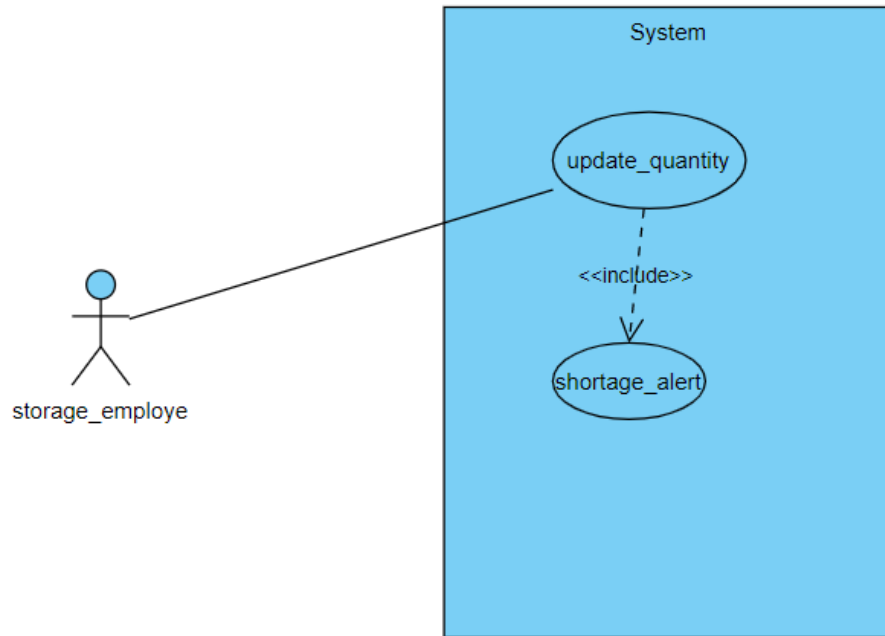 System
update_quantity
<<include>>
shortage_alert
storage_employe